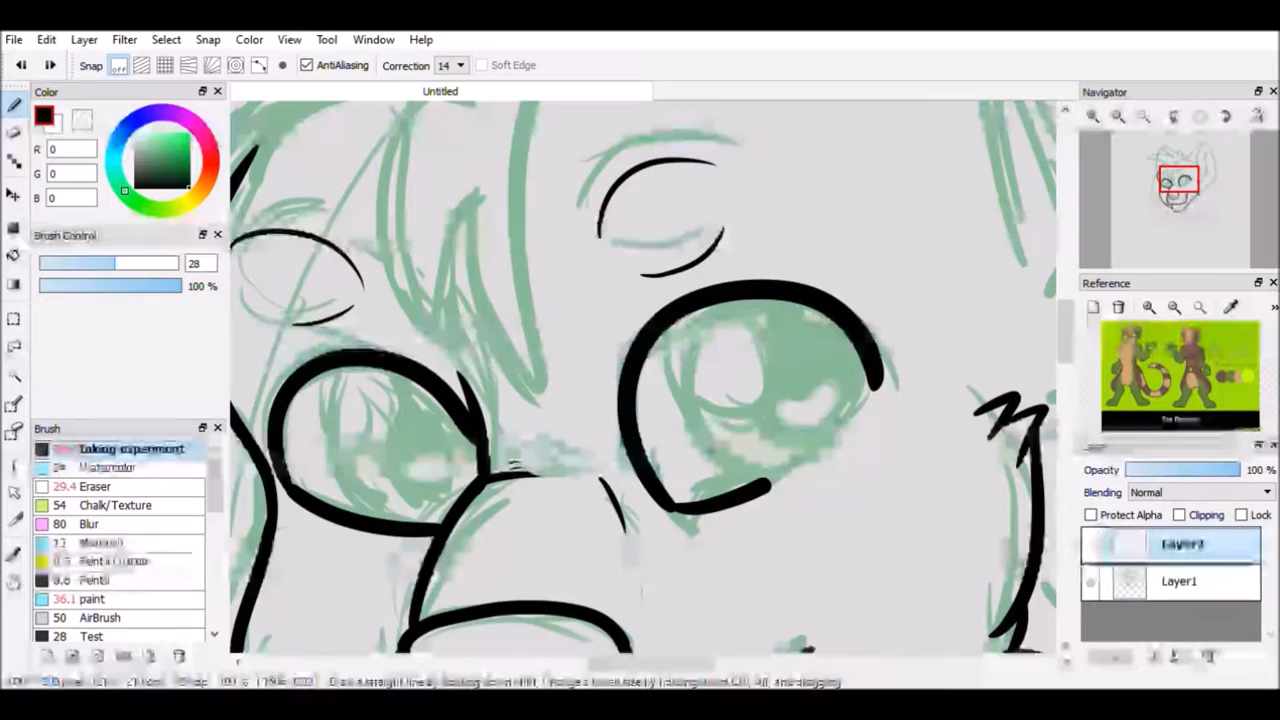 File Edit Layer Filter Select Snap Color View Tool Window Help
Snap off AntiAliasing Correction 14 Soft Edge
Color
Untitled
Navigator
R 0
G 0
B 0
Brush Control
28
100 %
Reference
Brush
29.4 Eraser
54 Chalk/Texture
80 Blur
36.1 paint
50 AirBrush
28 Test
Opacity 100 %
Blending Normal
Protect Alpha Clipping Lock
Layer2
Layer1